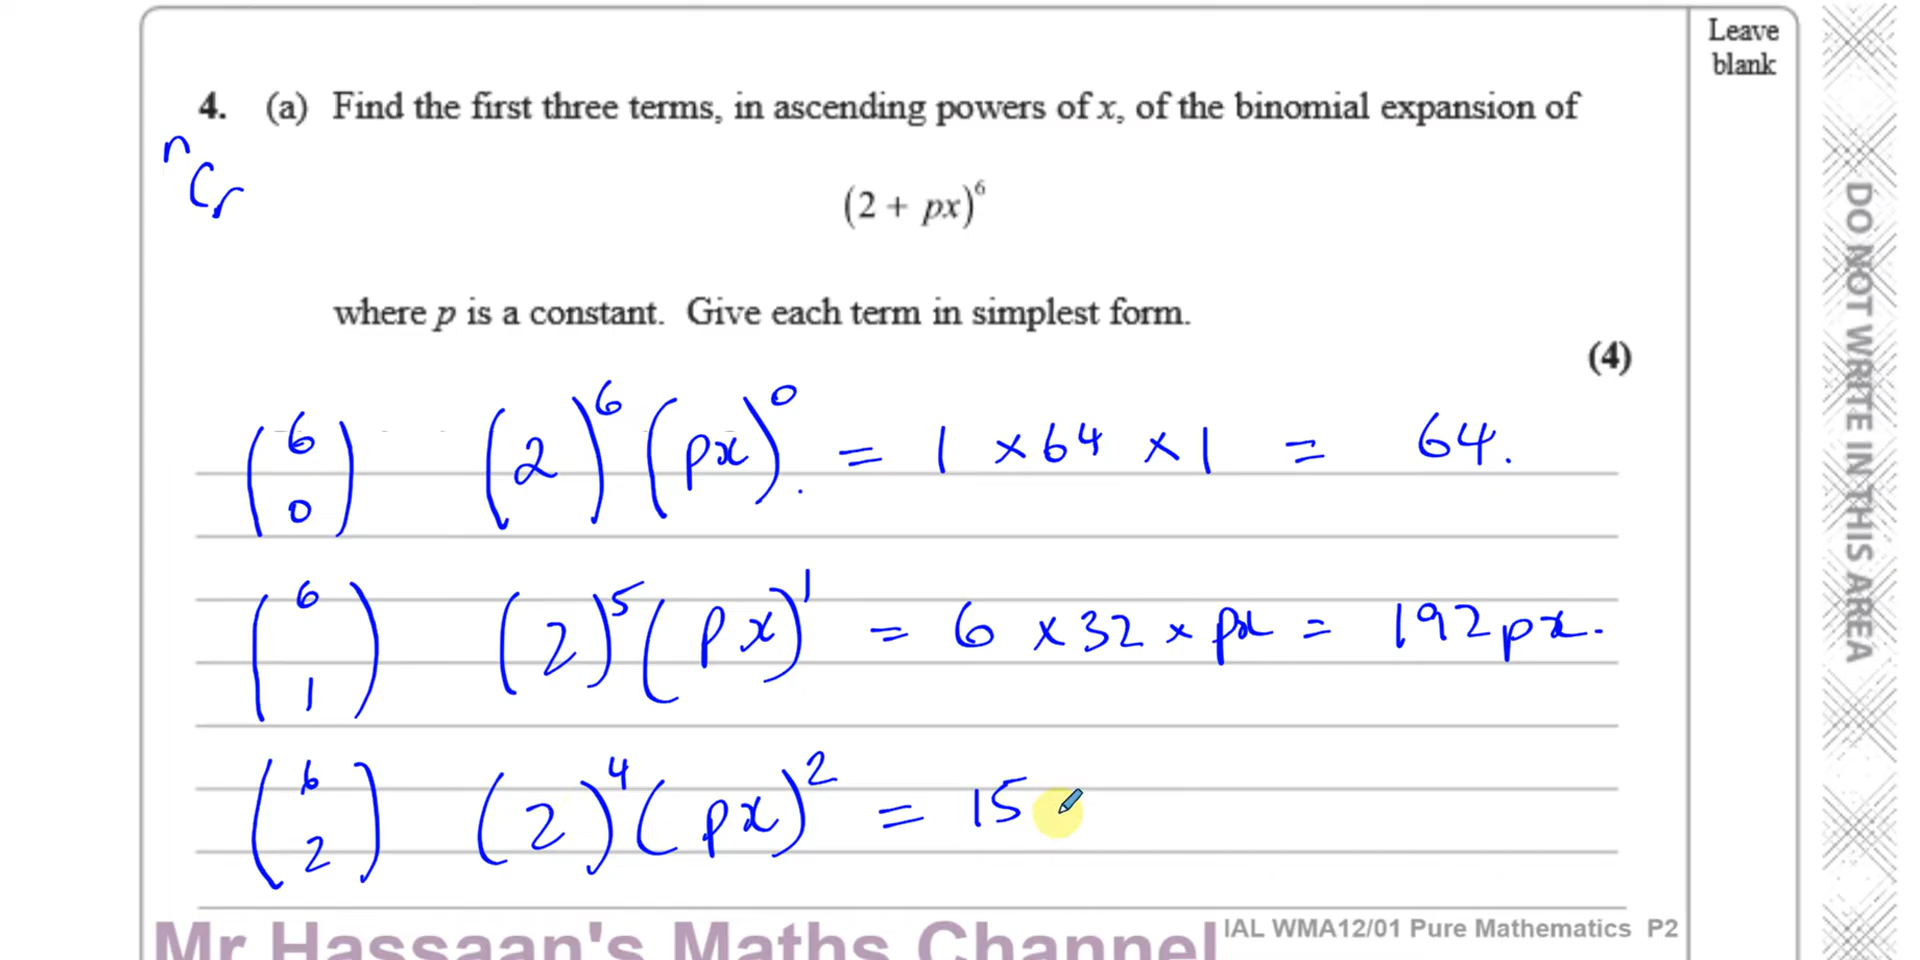 Leave
blank
4. (a) Find the first three terms, in ascending powers of x, of the binomial expansion of
ⁿCᵣ
(2 + px)⁶
where p is a constant. Give each term in simplest form.
(4)
(6 0) (2)⁶ (px)⁰ = 1 × 64 × 1 = 64.
(6 1) (2)⁵ (px)¹ = 6 × 32 × px = 192px.
(6 2) (2)⁴ (px)² = 15
Mr Hassaan's Maths Channel
IAL WMA12/01 Pure Mathematics P2
DO NOT WRITE IN THIS AREA